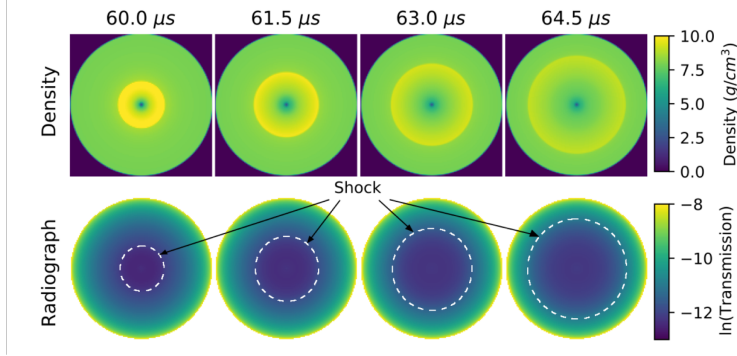 60.0 μs 61.5 μs 63.0 μs 64.5 μs
Density
10.0
7.5
5.0
2.5
0.0
Density (g/cm³)
Shock
Radiograph
−8
−10
−12
ln(Transmission)